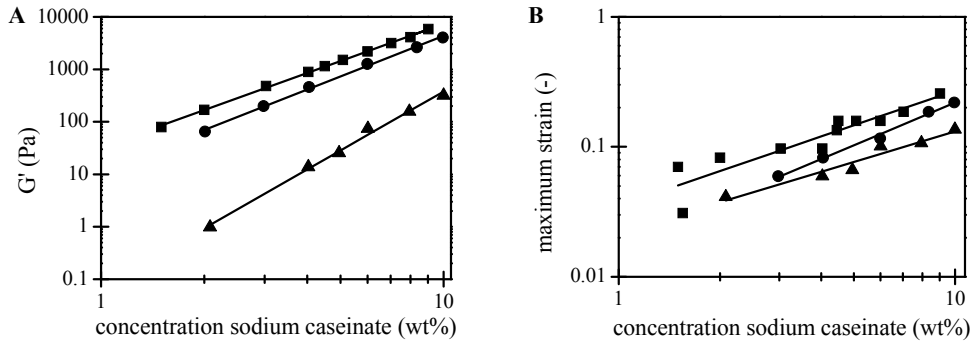 A
10000
1000
100
10
1
0.1
G' (Pa)
1
10
concentration sodium caseinate (wt%)
B
1
0.1
0.01
maximum strain (-)
1
10
concentration sodium caseinate (wt%)